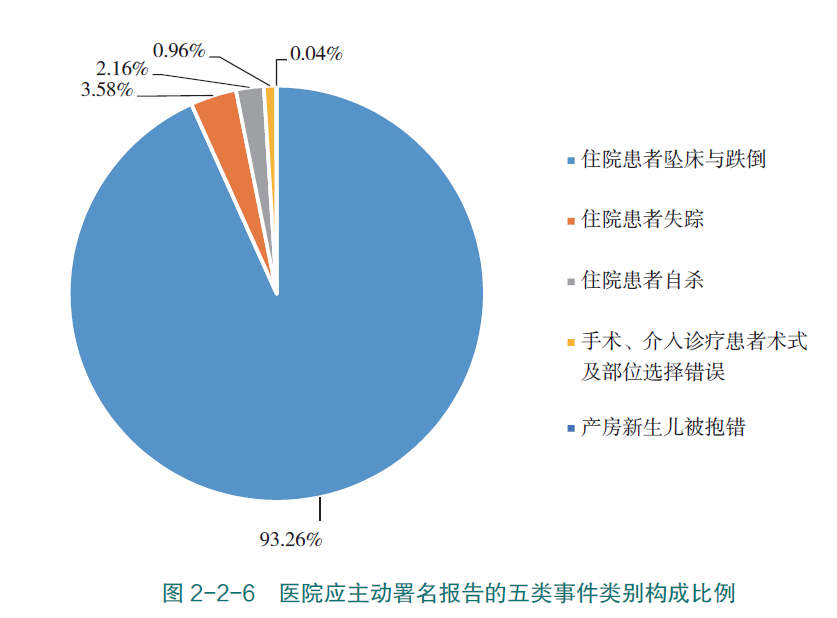 0.96%
0.04%
2.16%
3.58%
93.26%
住院患者坠床与跌倒
住院患者失踪
住院患者自杀
手术、介入诊疗患者术式
及部位选择错误
产房新生儿被抱错
图 2-2-6 医院应主动署名报告的五类事件类别构成比例